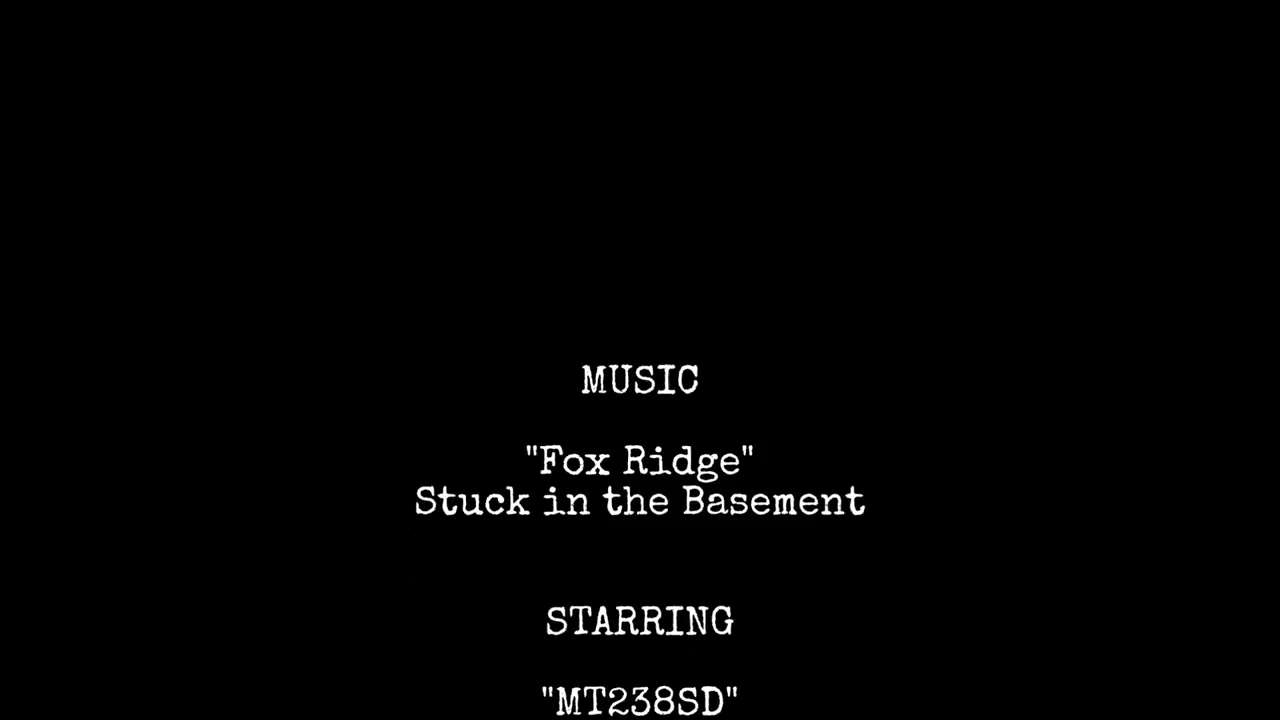 MUSIC
"Fox Ridge"
Stuck in the Basement
STARRING
"MT238SD"